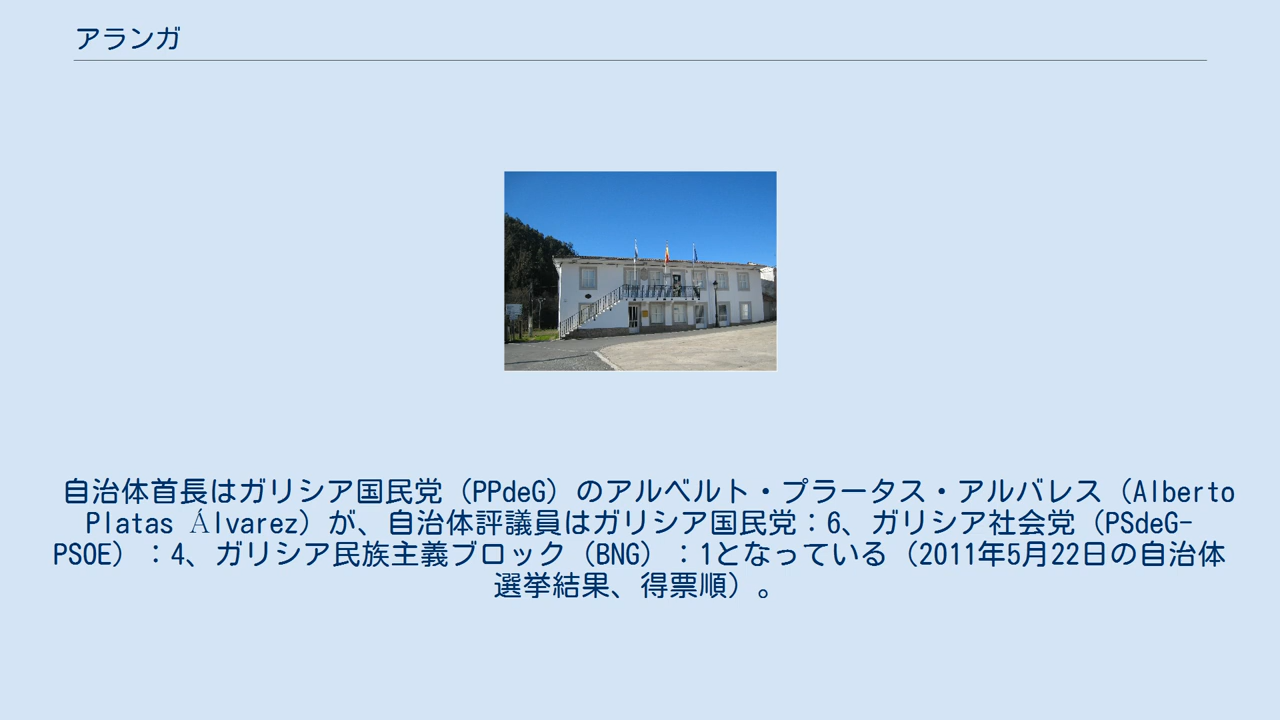 アランガ
自治体首長はガリシア国民党（PPdeG）のアルベルト・プラータス・アルバレス（Alberto
Platas Álvarez）が、自治体評議員はガリシア国民党：6、ガリシア社会党（PSdeG-
PSOE）：4、ガリシア民族主義ブロック（BNG）：1となっている（2011年5月22日の自治体
選挙結果、得票順）。